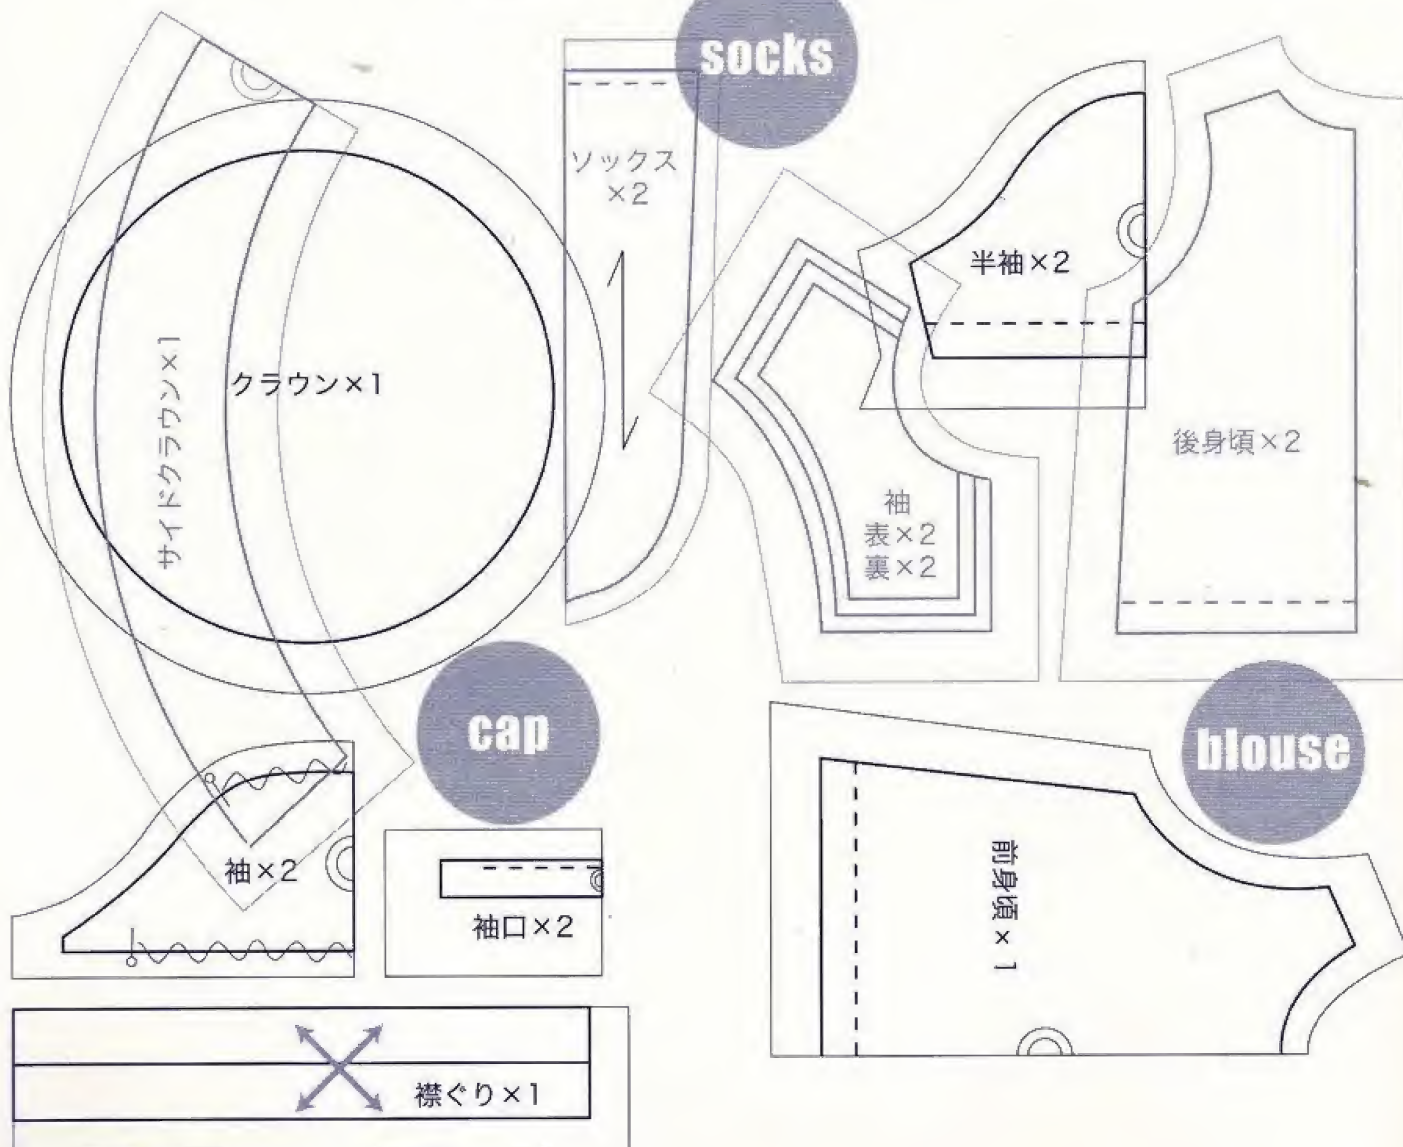 socks
ソックス
×2
半袖×2
クラウン×1
サイドクラウン×1
後身頃×2
袖
表×2
裏×2
cap
blouse
袖×2
袖口×2
前身頃×1
襟ぐり×1